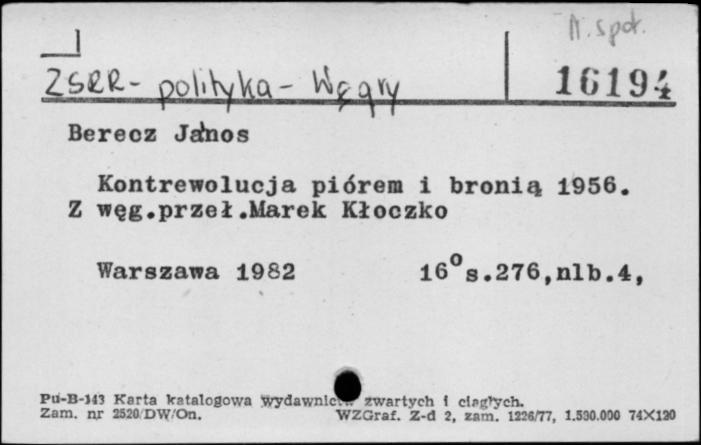 N. społ.
ZSRR - polityka - Węgry
16194
Berecz János
Kontrewolucja piórem i bronią 1956.
Z węg.przeł.Marek Kłoczko
Warszawa 1982 16° s.276,nlb.4,
Pu-B-143 Karta katalogowa wydawnictw zwartych i ciągłych.
Zam. nr 2520/DW/On. WZGraf. Z-d 2, zam. 1226/77, 1.530.000 74X120